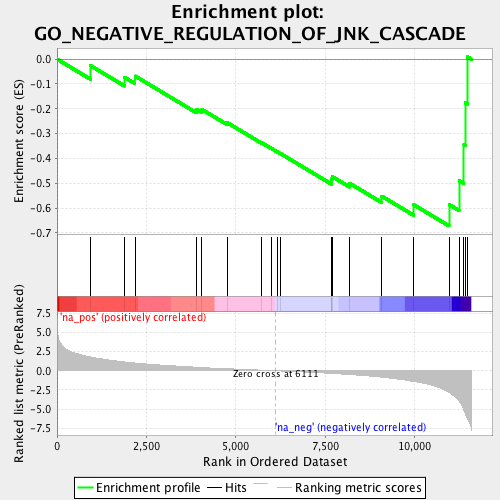 Enrichment plot:
GO_NEGATIVE_REGULATION_OF_JNK_CASCADE
Enrichment score (ES)
0.0
-0.1
-0.2
-0.3
-0.4
-0.5
-0.6
-0.7
'na_pos' (positively correlated)
Ranked list metric (PreRanked)
7.5
5.0
2.5
0.0
-2.5
-5.0
-7.5
Zero cross at 6111
'na_neg' (negatively correlated)
0
2,500
5,000
7,500
10,000
Rank in Ordered Dataset
Enrichment profile
Hits
Ranking metric scores